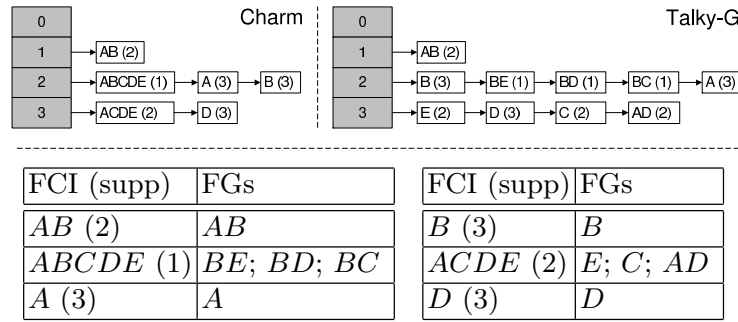 Charm
Talky-G
0
1 AB (2)
2 ABCDE (1) A (3) B (3)
3 ACDE (2) D (3)
0
1 AB (2)
2 B (3) BE (1) BD (1) BC (1) A (3)
3 E (2) D (3) C (2) AD (2)
FCI (supp) FGs
AB (2) AB
ABCDE (1) BE; BD; BC
A (3) A
FCI (supp) FGs
B (3) B
ACDE (2) E; C; AD
D (3) D